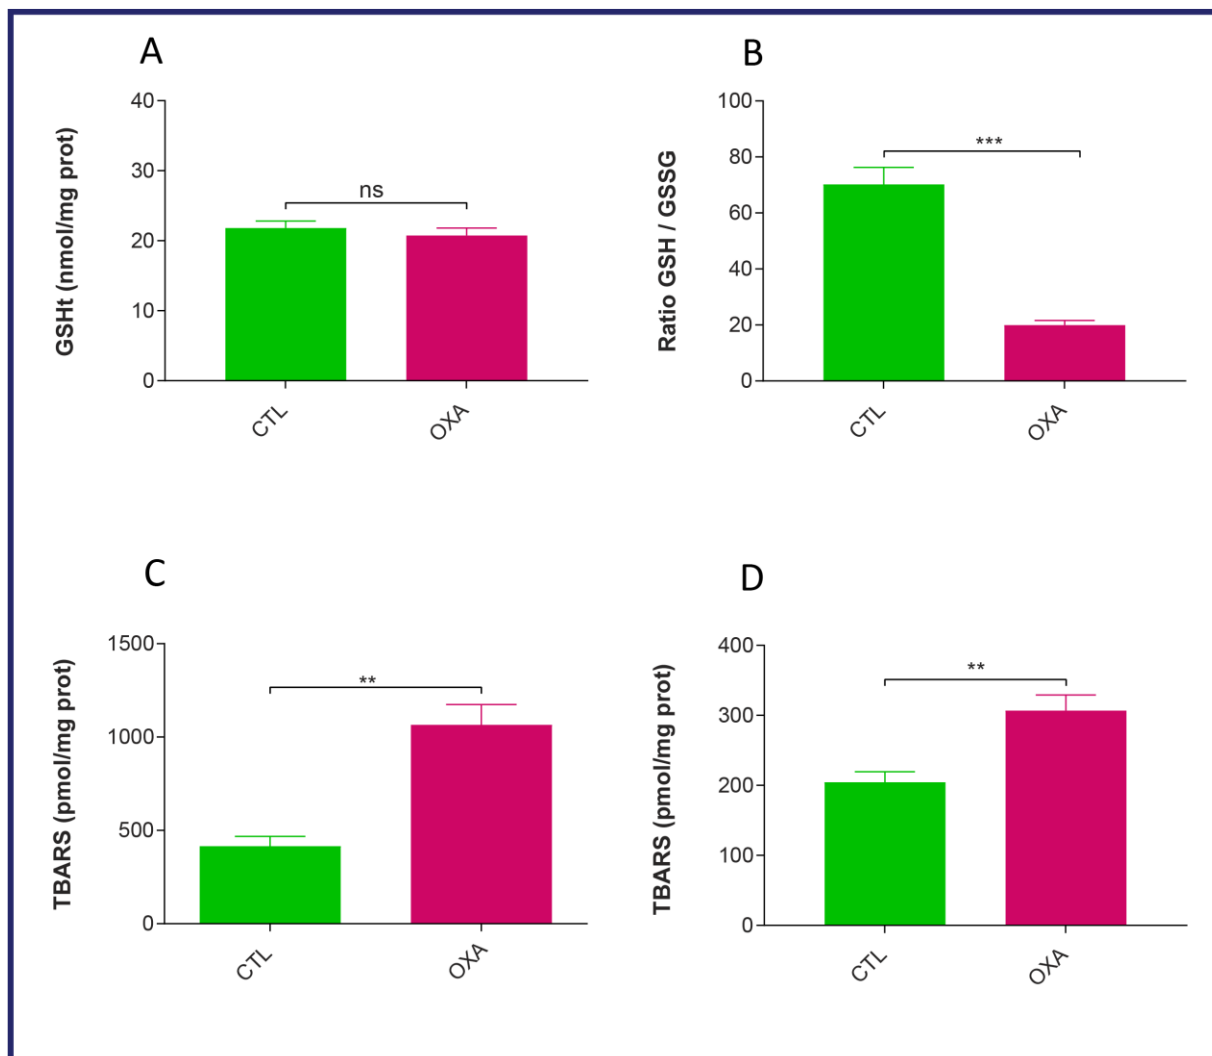 A
GSHt (nmol/mg prot)
40
30
20
10
0
ns
CTL
OXA
B
Ratio GSH / GSSG
100
80
60
40
20
0
***
CTL
OXA
C
TBARS (pmol/mg prot)
1500
1000
500
0
**
CTL
OXA
D
TBARS (pmol/mg prot)
400
300
200
100
0
**
CTL
OXA